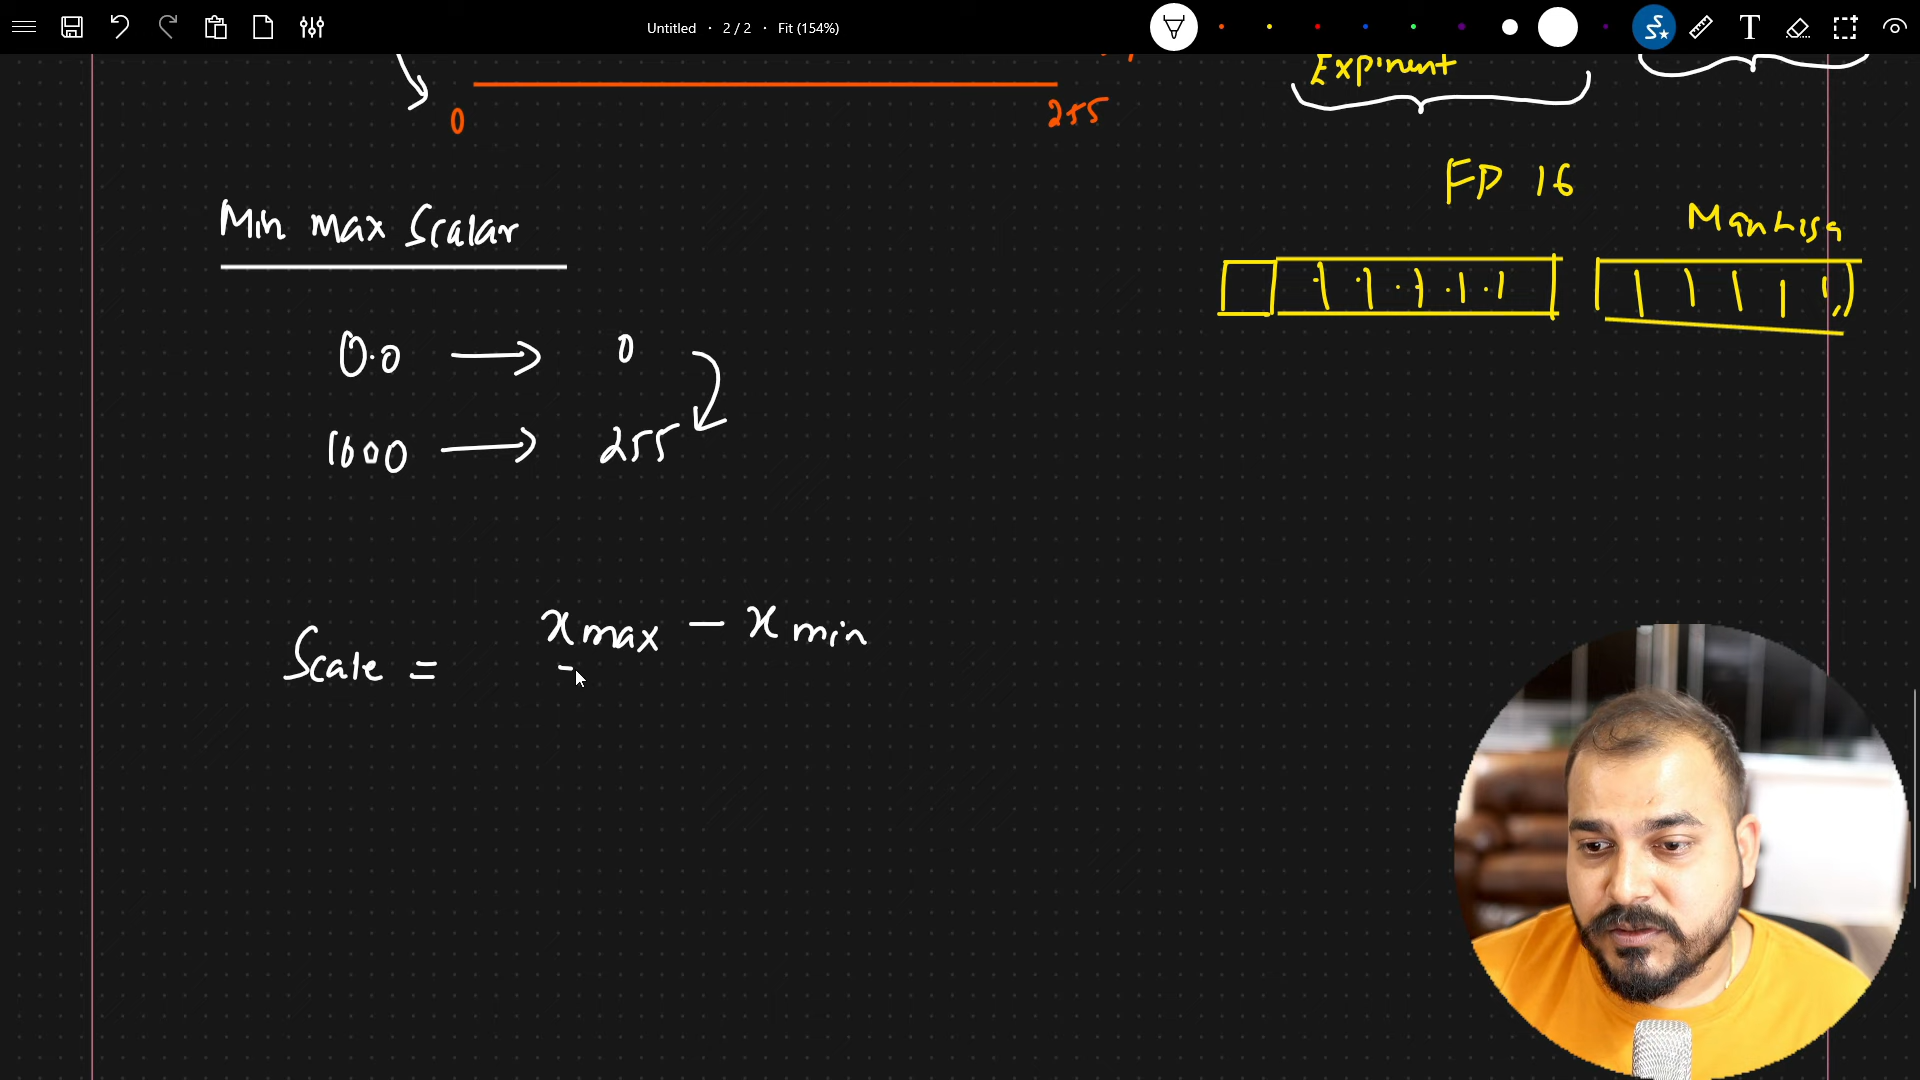 Untitled · 2 / 2 · Fit (154%)
T
Expinent
0
255
FP 16
Min max Scalar
Mantisa
0.0 → 0
1000 → 255
Scale = xmax - xmin